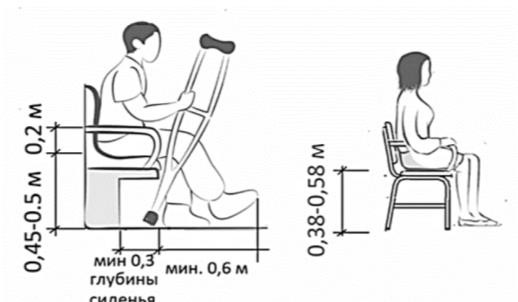 0,2 м
0,45-0.5 м
мин 0,3
глубины
сиденья
мин. 0,6 м
0,38-0,58 м